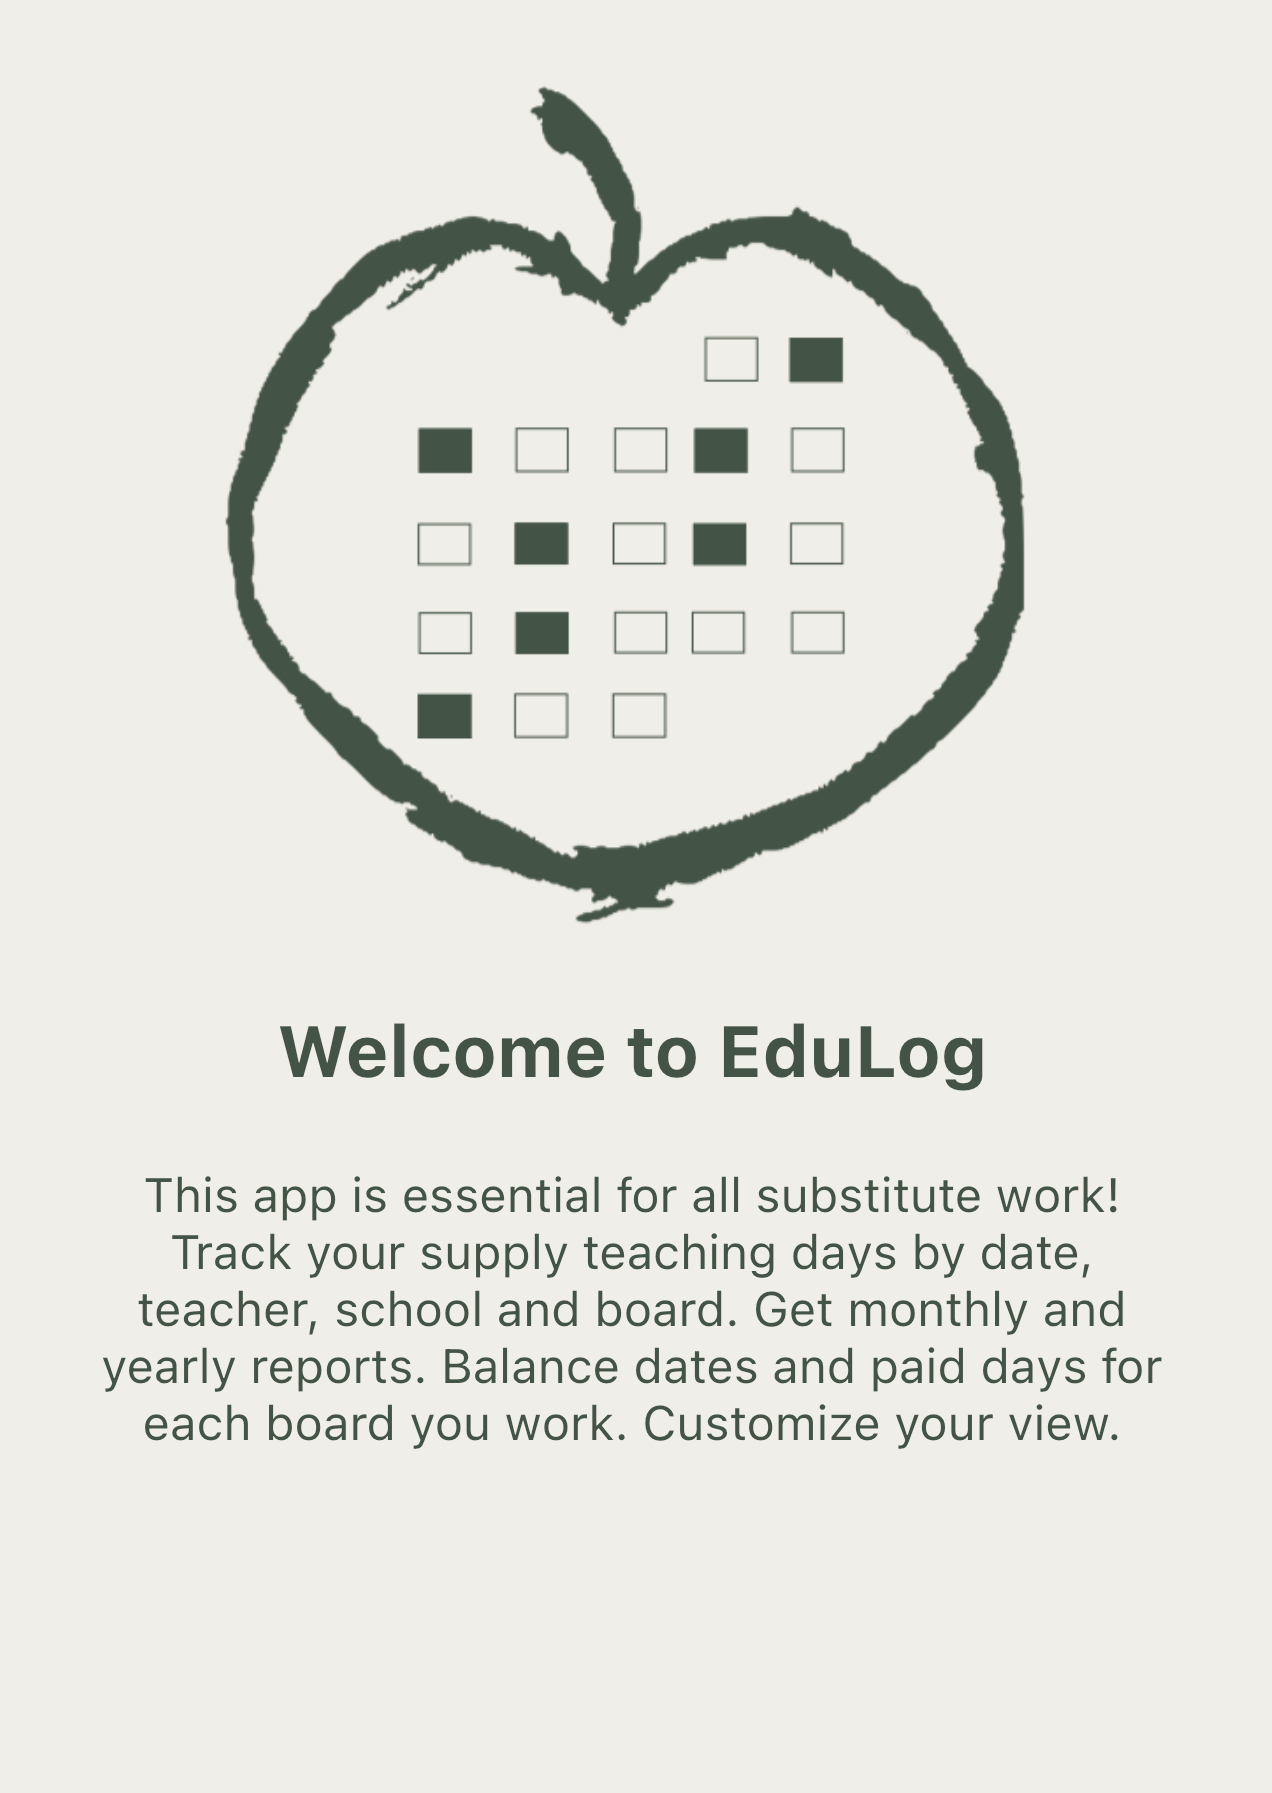 Welcome to EduLog
This app is essential for all substitute work!
Track your supply teaching days by date,
teacher, school and board. Get monthly and
yearly reports. Balance dates and paid days for
each board you work. Customize your view.